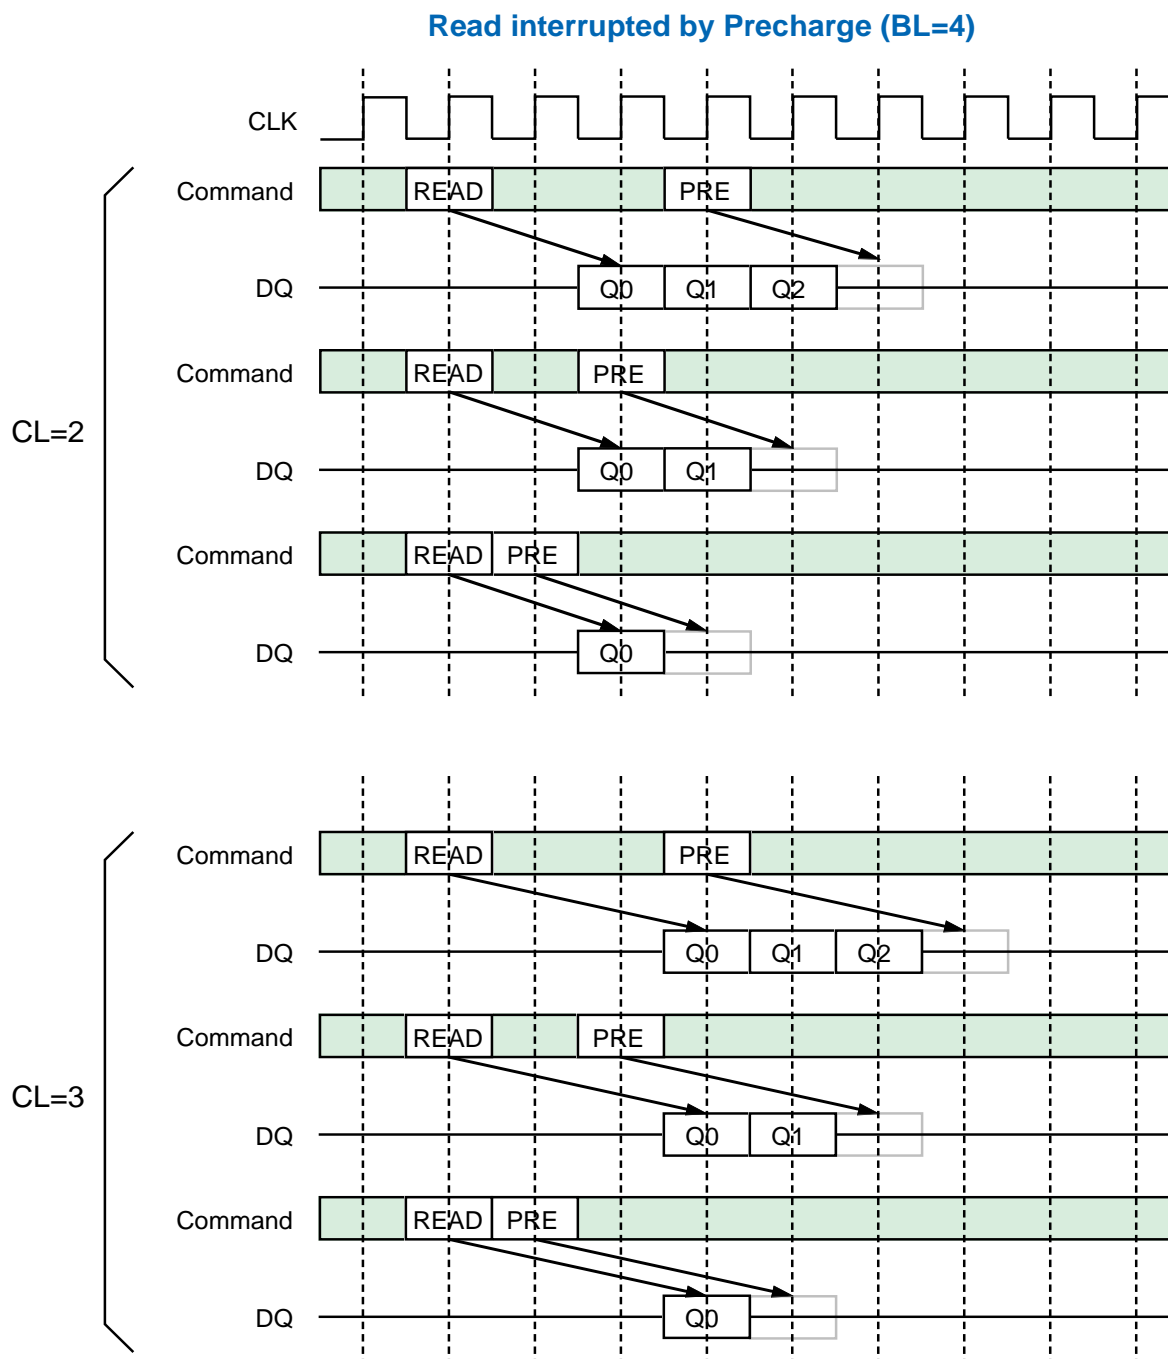 Read interrupted by Precharge (BL=4)
CLK
Command READ PRE
DQ Q0 Q1 Q2
Command READ PRE
CL=2
DQ Q0 Q1
Command READ PRE
DQ Q0
Command READ PRE
DQ Q0 Q1 Q2
Command READ PRE
CL=3
DQ Q0 Q1
Command READ PRE
DQ Q0